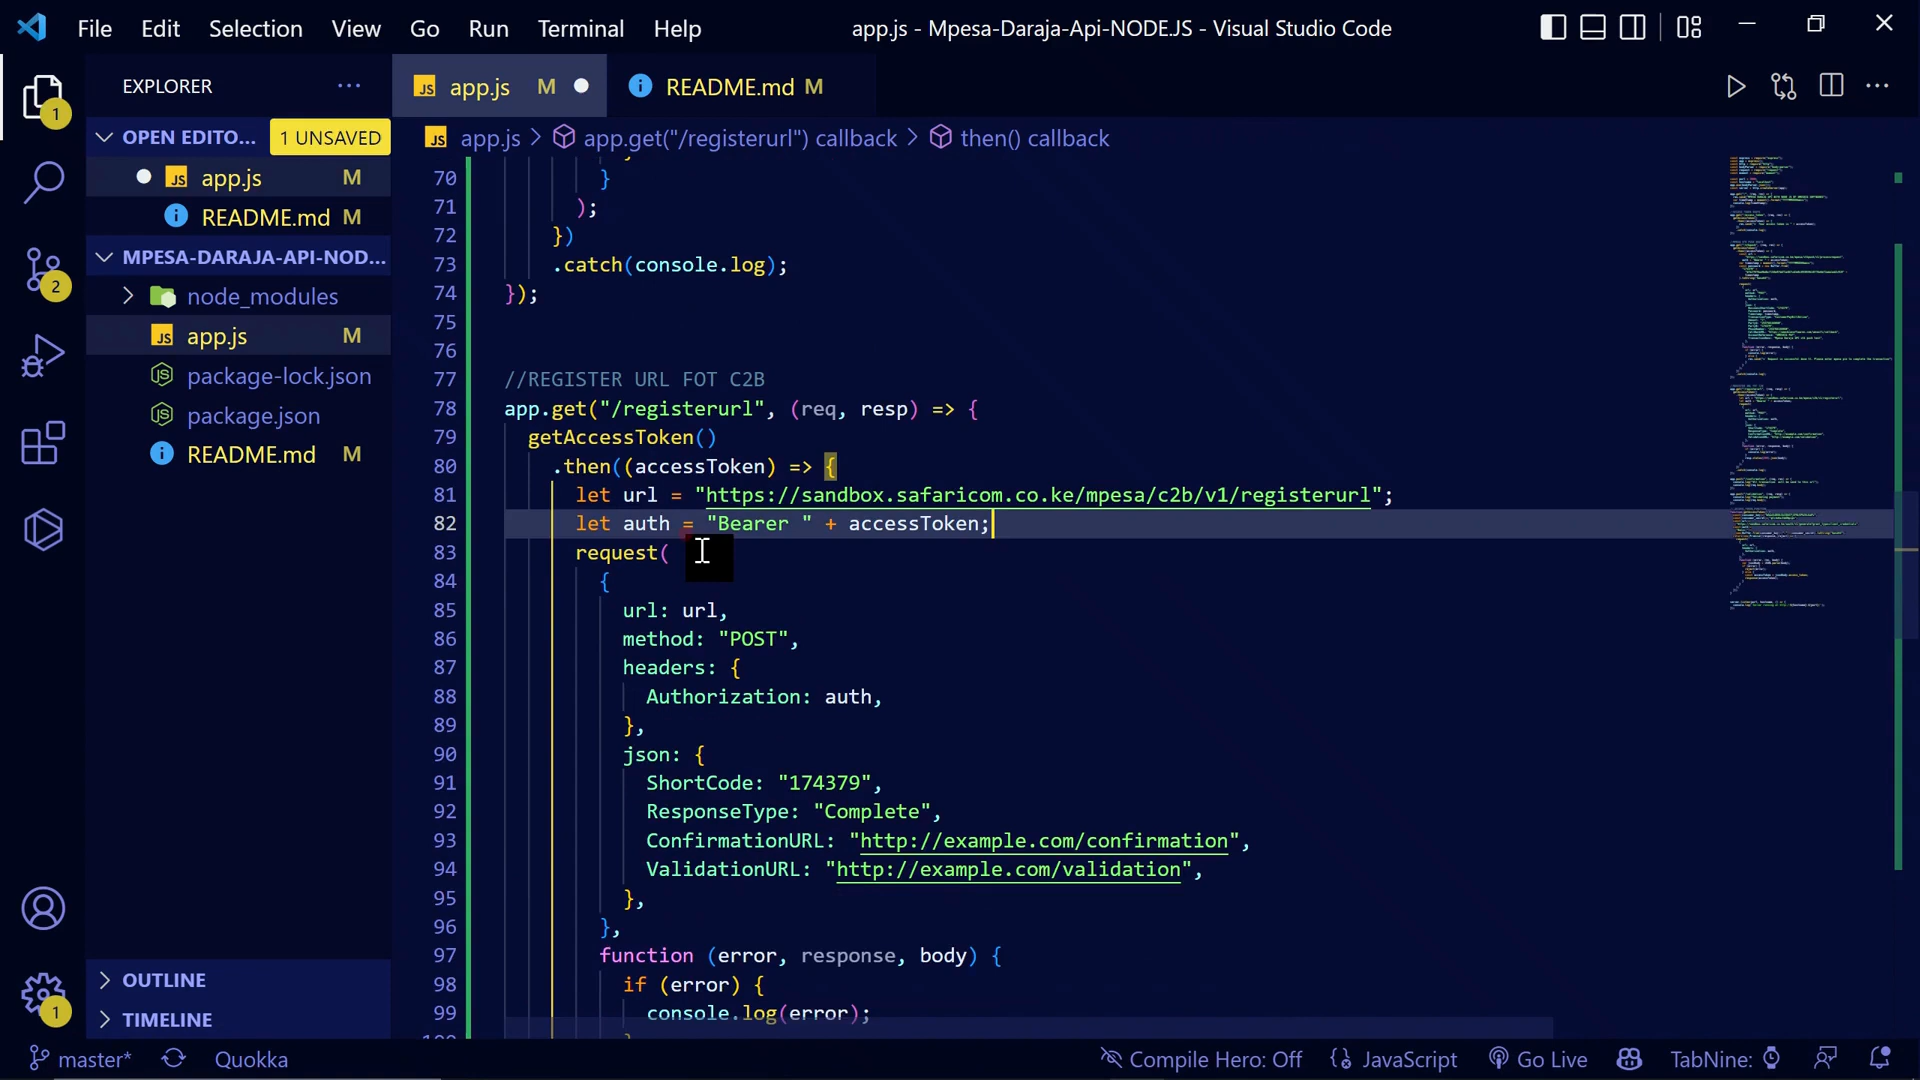 File Edit Selection View Go Run Terminal Help
app.js - Mpesa-Daraja-Api-NODE.JS - Visual Studio Code
EXPLORER
app.js M
README.md M
OPEN EDITO... 1 UNSAVED
app.js M
README.md M
MPESA-DARAJA-API-NOD...
node_modules
app.js M
package-lock.json
package.json
README.md M
OUTLINE
TIMELINE
1
2
1
app.js > app.get("/registerurl") callback > then() callback
70 }
71 );
72 })
73 .catch(console.log);
74 });
75
76
77 //REGISTER URL FOT C2B
78 app.get("/registerurl", (req, resp) => {
79 getAccessToken()
80 .then((accessToken) => {
81 let url = "https://sandbox.safaricom.co.ke/mpesa/c2b/v1/registerurl";
82 let auth = "Bearer " + accessToken;
83 request(
84 {
85 url: url,
86 method: "POST",
87 headers: {
88 Authorization: auth,
89 },
90 json: {
91 ShortCode: "174379",
92 ResponseType: "Complete",
93 ConfirmationURL: "http://example.com/confirmation",
94 ValidationURL: "http://example.com/validation",
95 },
96 },
97 function (error, response, body) {
98 if (error) {
99 console.log(error);
master* Quokka Compile Hero: Off JavaScript Go Live TabNine: